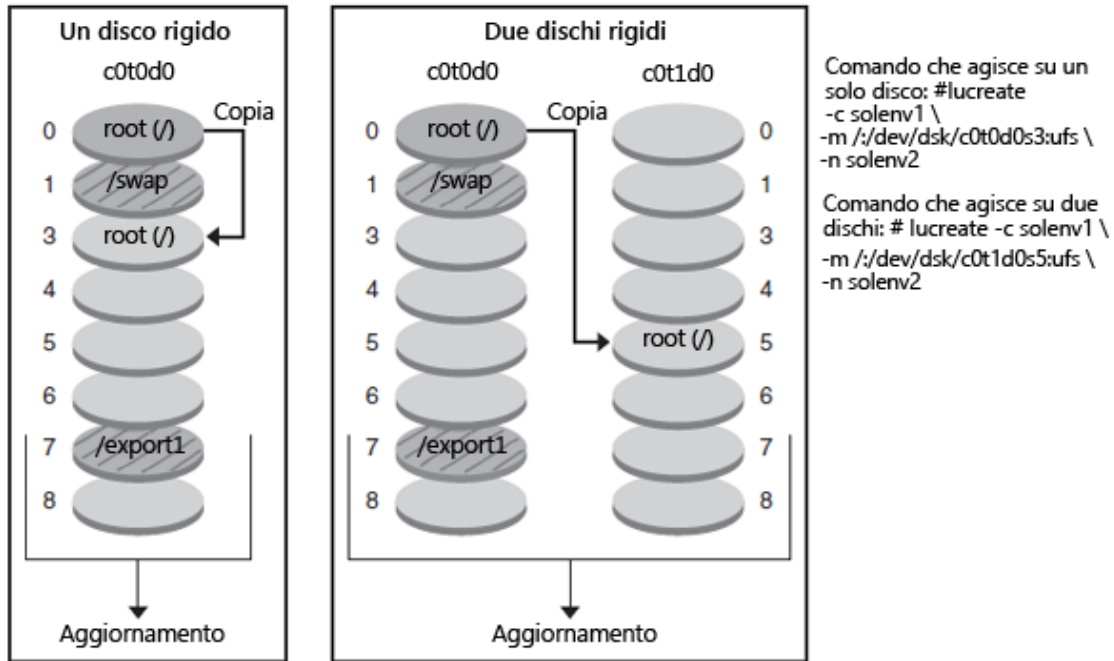 Un disco rigido
c0t0d0
Copia
0 root (/)
1 /swap
3 root (/)
4
5
6
7 /export1
8
Aggiornamento
Due dischi rigidi
c0t0d0 c0t1d0
Copia
0 root (/) 0
1 /swap 1
3 3
4 4
5 root (/) 5
6 6
7 /export1 7
8 8
Aggiornamento
Comando che agisce su un
solo disco: #lucreate
-c solenv1 \
-m /:/dev/dsk/c0t0d0s3:ufs \
-n solenv2
Comando che agisce su due
dischi: # lucreate -c solenv1 \
-m /:/dev/dsk/c0t1d0s5:ufs \
-n solenv2